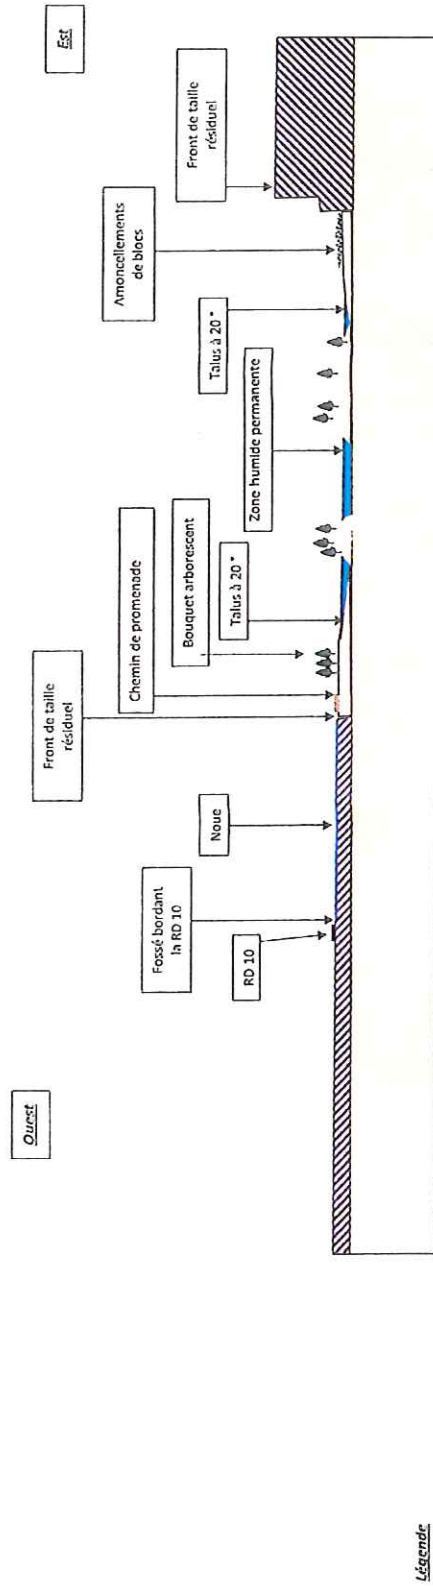 Ouest
Est
Front de taille
résiduel
Chemin de promenade
Bouquet arborescent
Talus à 20 °
Zone humide permanente
Talus à 20 °
Amoncellements
de blocs
Front de taille
résiduel
Fossé bordant
la RD 10
RD 10
Noue
Légende